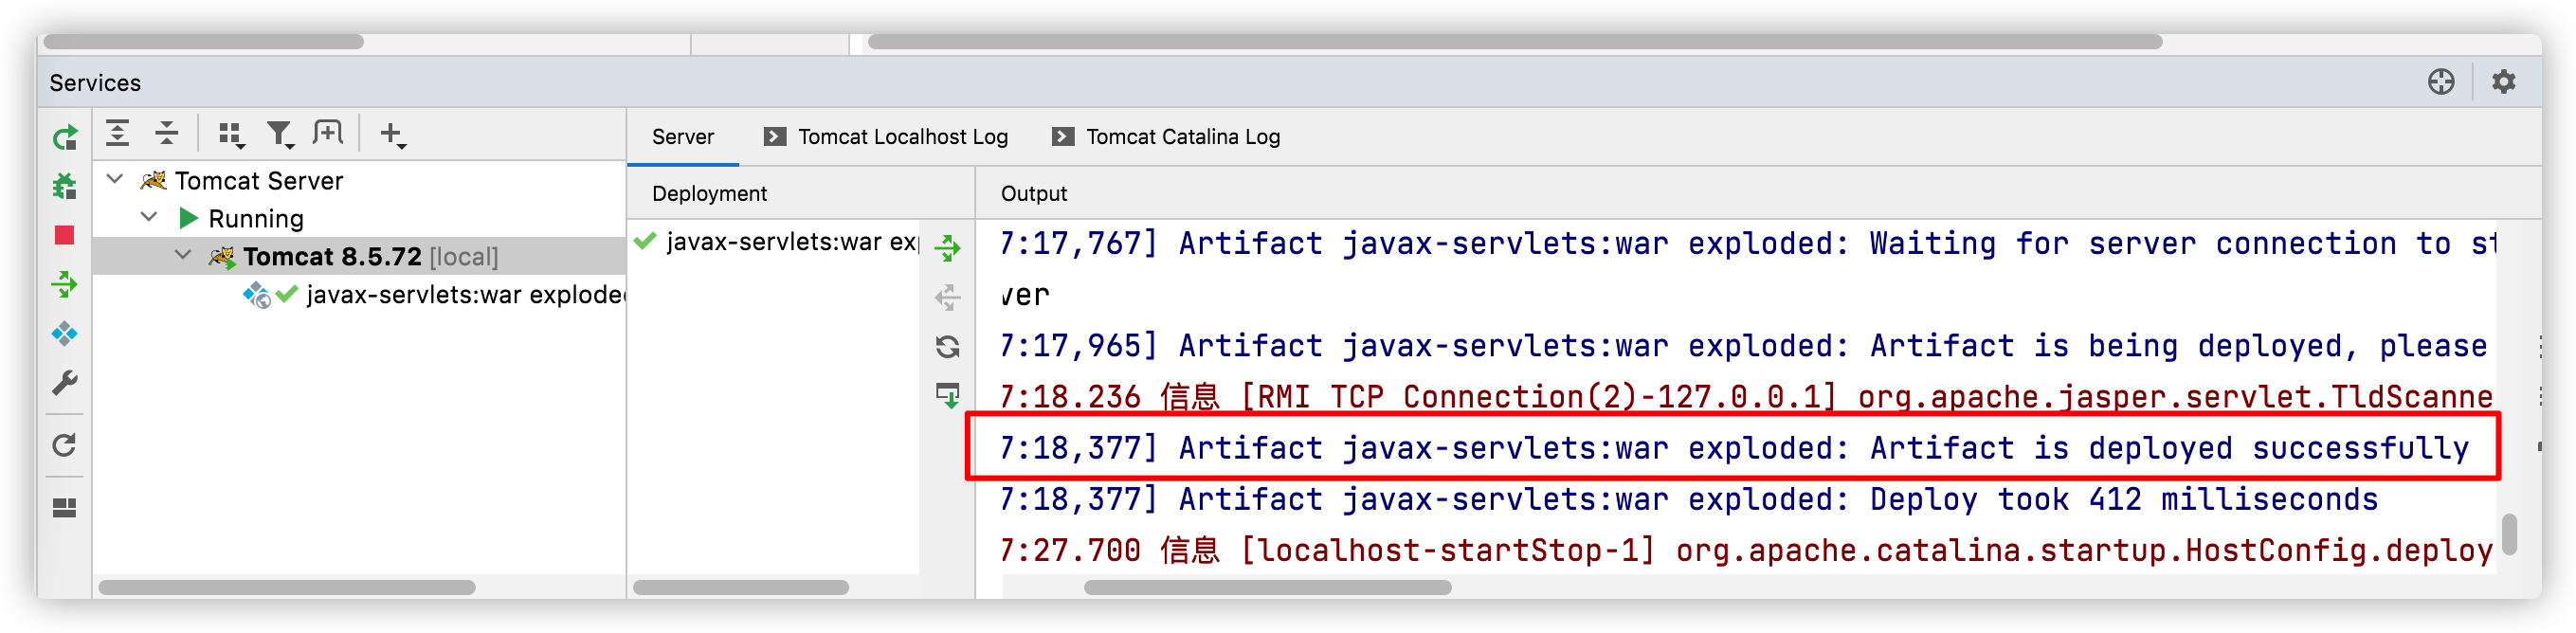 Services
Server
Tomcat Localhost Log
Tomcat Catalina Log
Tomcat Server
Running
Tomcat 8.5.72 [local]
javax-servlets:war exploded
Deployment
Output
javax-servlets:war exp
7:17,767] Artifact javax-servlets:war exploded: Waiting for server connection to st
ver
7:17,965] Artifact javax-servlets:war exploded: Artifact is being deployed, please
7:18.236 信息 [RMI TCP Connection(2)-127.0.0.1] org.apache.jasper.servlet.TldScanne
7:18,377] Artifact javax-servlets:war exploded: Artifact is deployed successfully
7:18,377] Artifact javax-servlets:war exploded: Deploy took 412 milliseconds
7:27.700 信息 [localhost-startStop-1] org.apache.catalina.startup.HostConfig.deploy